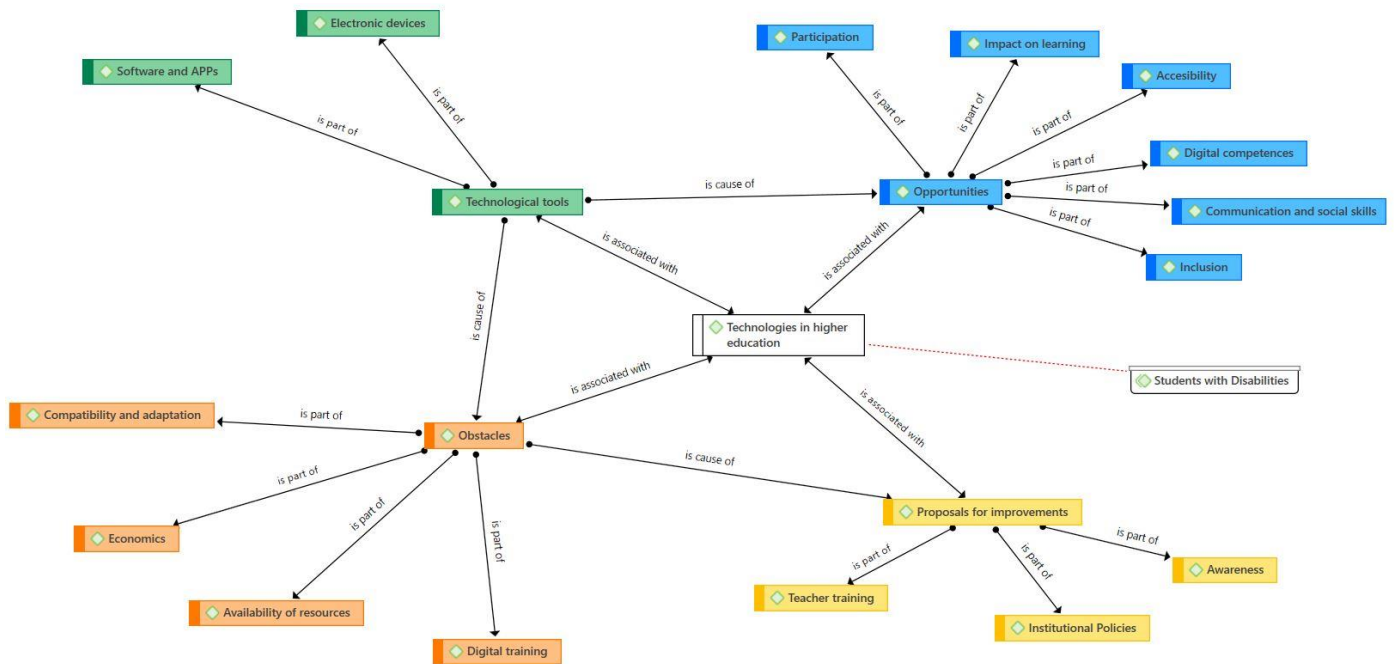 Electronic devices
Participation
Impact on learning
Software and APPs
Accesibility
is part of
is part of
is part of
is part of
is part of
Digital competences
is part of
Technological tools
is cause of
Opportunities
is part of
Communication and social skills
is part of
Inclusion
is associated with
is associated with
is cause of
Technologies in higher
education
Students with Disabilities
is associated with
is associated with
Compatibility and adaptation
is part of
Obstacles
is cause of
is part of
is part of
is part of
Economics
Proposals for improvements
is part of
is part of
is part of
Awareness
Teacher training
Availability of resources
Institutional Policies
Digital training